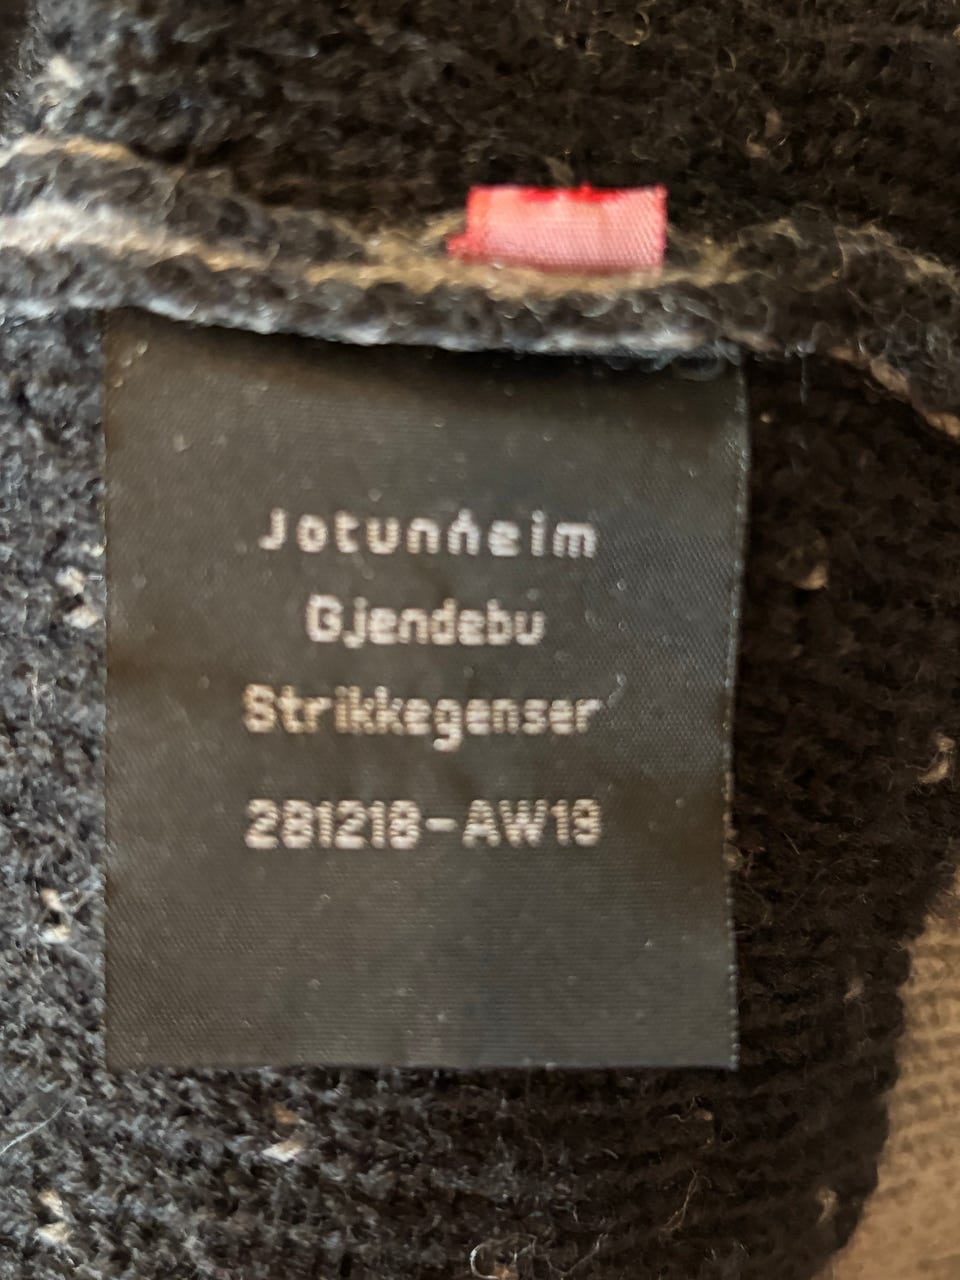 Jotunheim
Gjendebu
Strikkegenser
281218-AW19